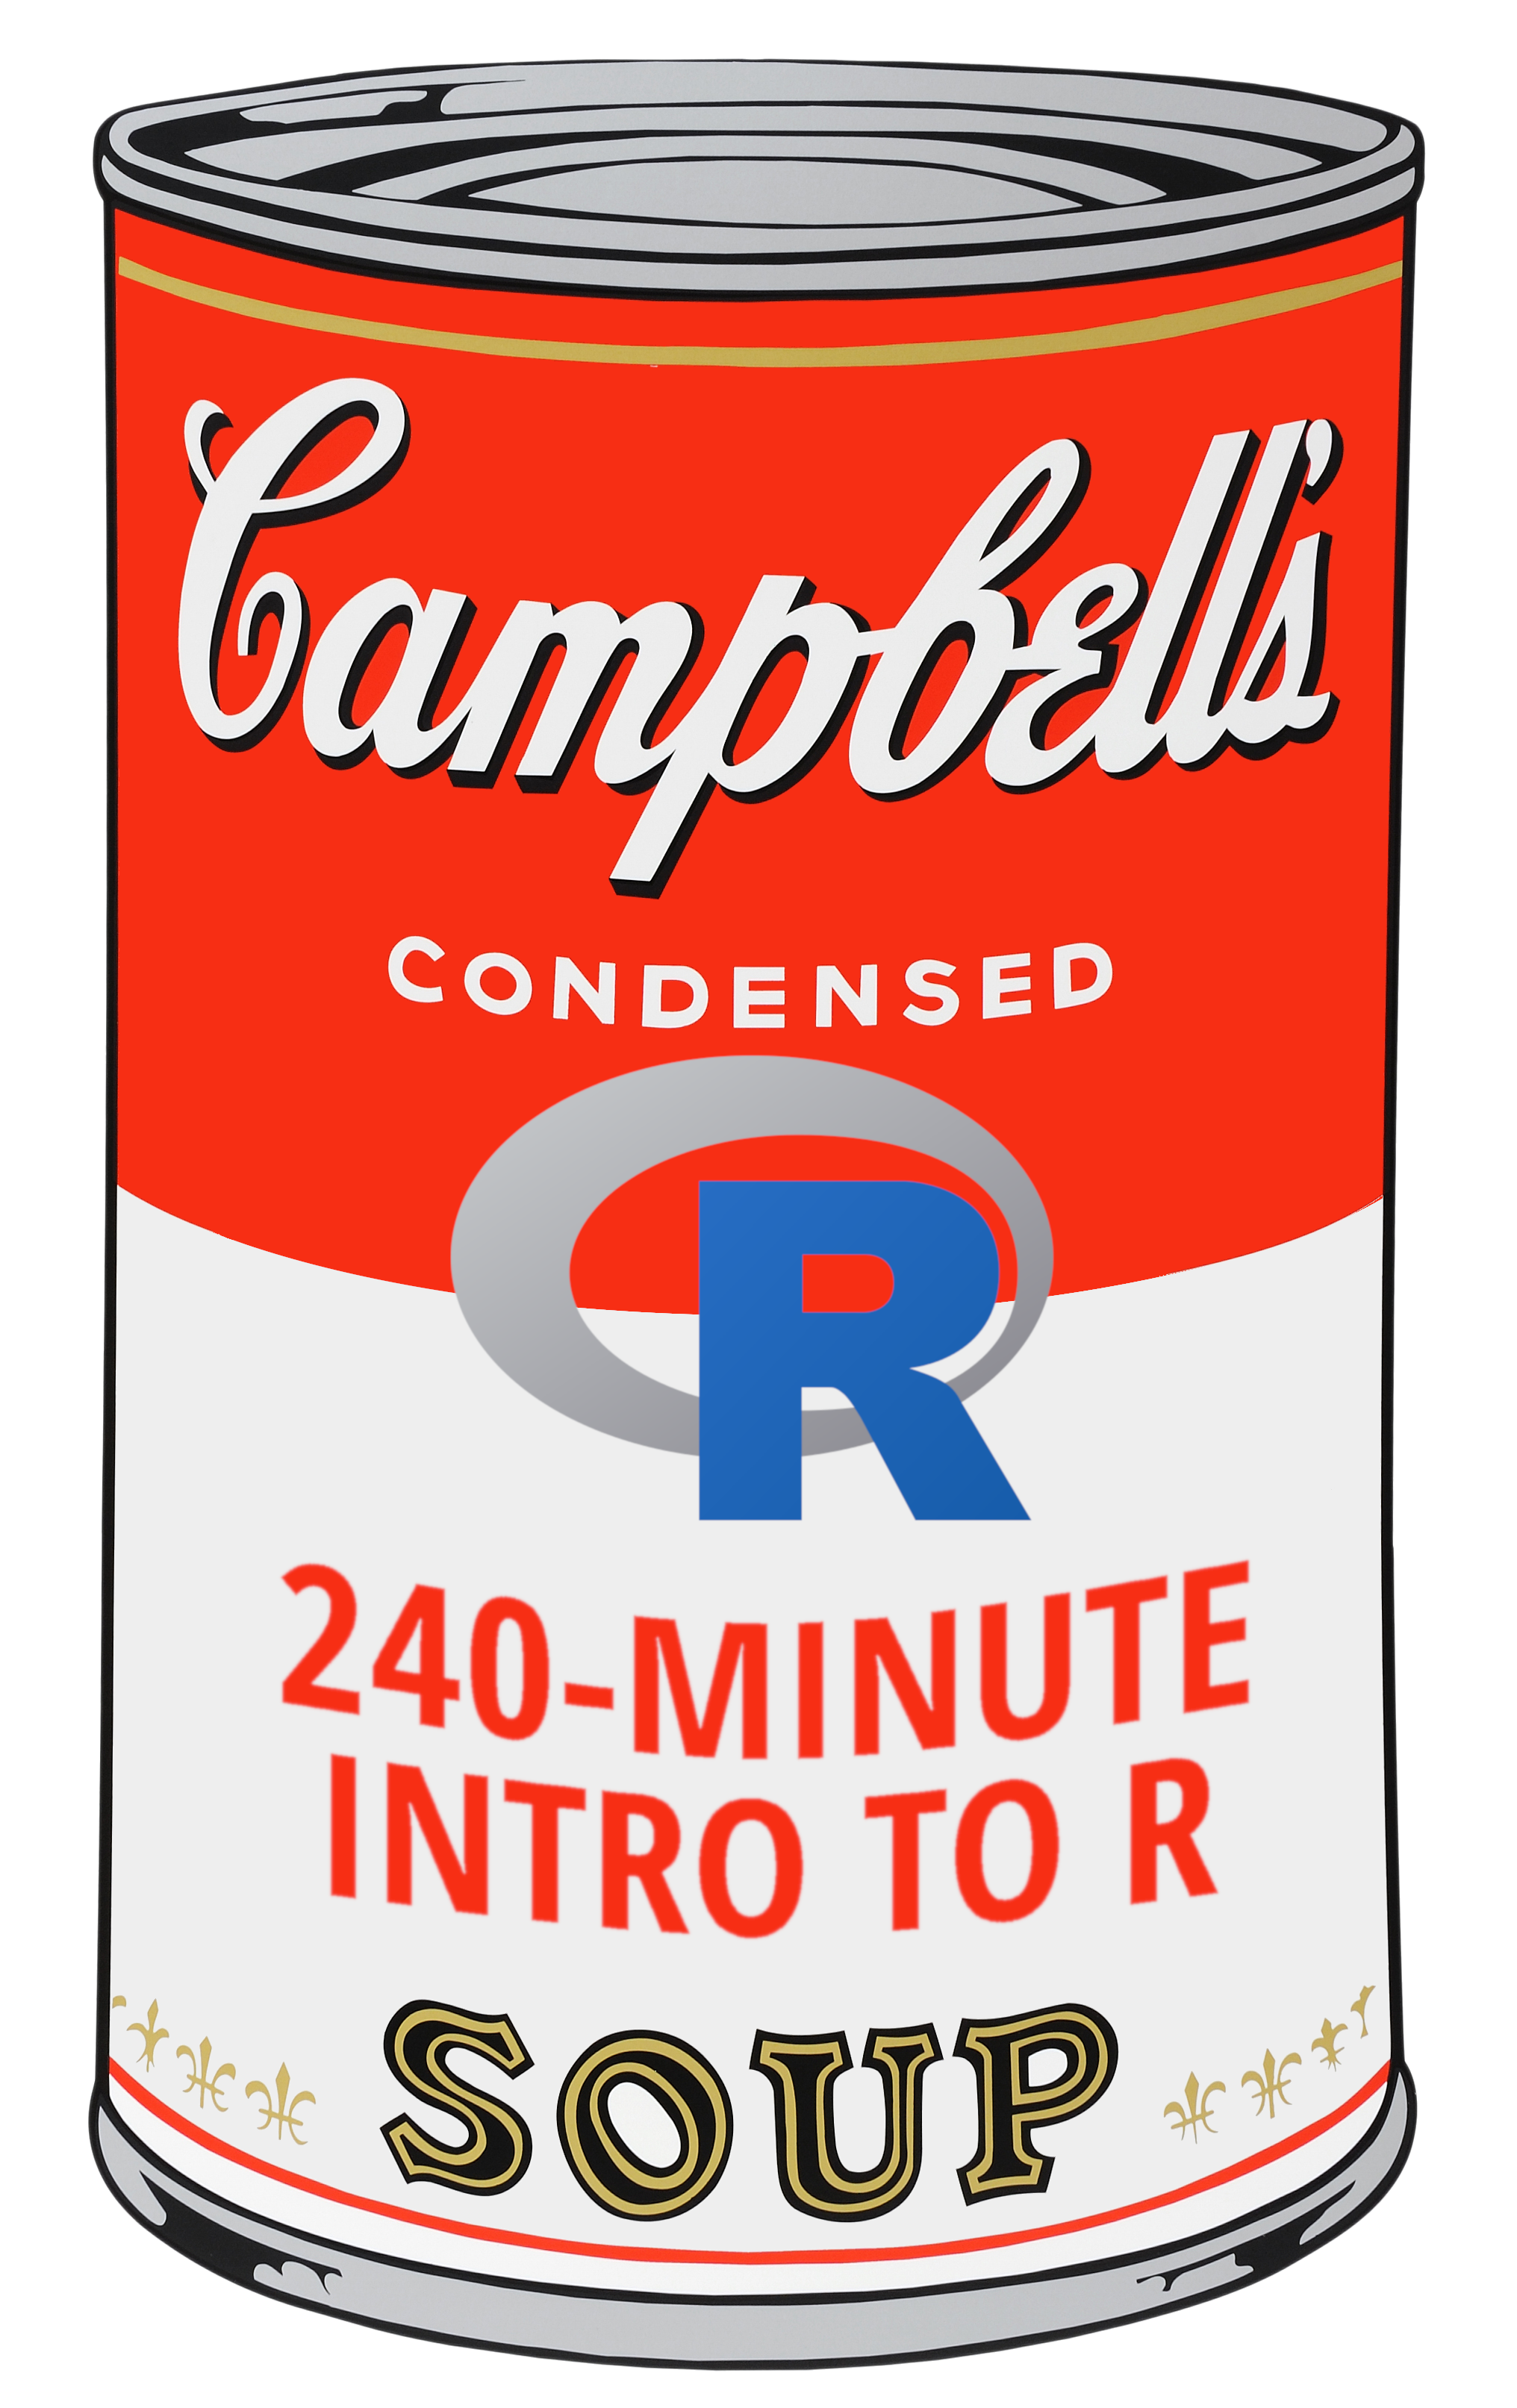 Campbell's
CONDENSED
R
240-MINUTE
INTRO TO R
SOUP